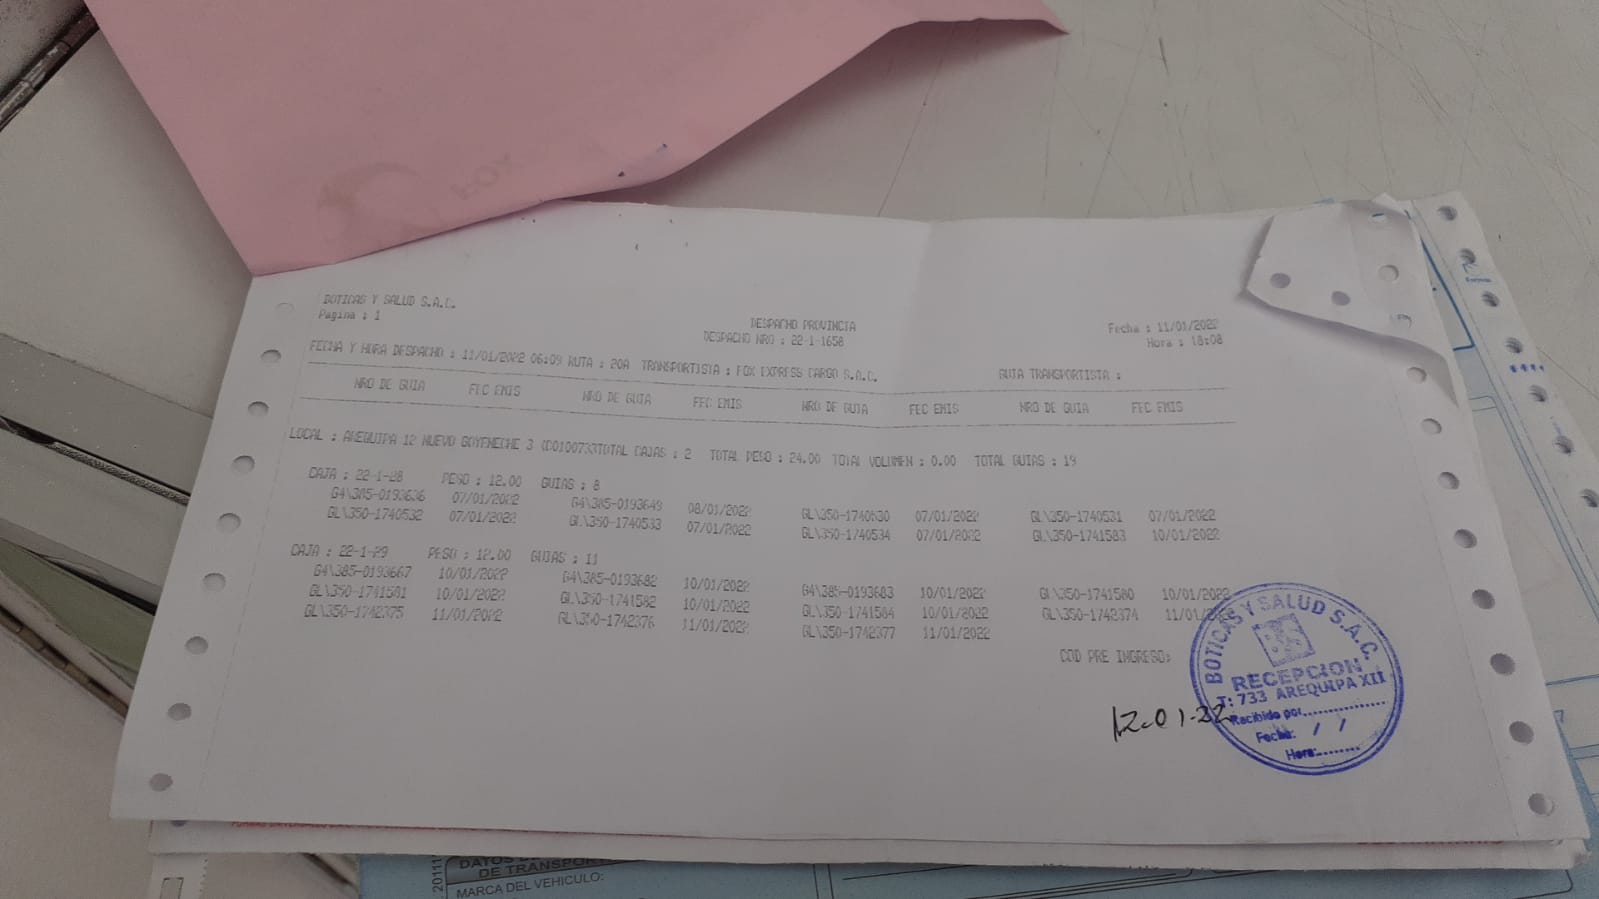 BOTICAS Y SALUD S.A.C.
Pagina : 1
DESPACHO PROVINCIA
DESPACHO NRO : 22-1-1658
Fecha : 11/01/2022
Hora : 18:08
FECHA Y HORA DESPACHO : 11/01/2022 06:09 RUTA : 20A TRANSPORTISTA : FOX EXPRESS CARGO S.A.C. GUIA TRANSPORTISTA :
NRO DE GUIA FEC EMIS NRO DE GUIA FEC EMIS NRO DE GUIA FEC EMIS NRO DE GUIA FEC EMIS
LOCAL : AREQUIPA 12 NUEVO GOYENECHE 3 (D0100733TOTAL CAJAS : 2 TOTAL PESO : 24.00 TOTAL VOLUMEN : 0.00 TOTAL GUIAS : 19
CAJA : 22-1-28 PESO : 12.00 GUIAS : 8
G4\385-0193636 07/01/2022 G4\385-0193649 08/01/2022 GL\350-1740530 07/01/2022 GL\350-1740531 07/01/2022
GL\350-1740532 07/01/2022 GL\350-1740533 07/01/2022 GL\350-1740534 07/01/2022 GL\350-1741583 10/01/2022
CAJA : 22-1-29 PESO : 12.00 GUIAS : 11
G4\385-0193667 10/01/2022 G4\385-0193682 10/01/2022 G4\385-0193683 10/01/2022 GL\350-1741580 10/01/2022
GL\350-1741581 10/01/2022 GL\350-1741582 10/01/2022 GL\350-1741584 10/01/2022 GL\350-1742374 11/01/2022
GL\350-1742375 11/01/2022 GL\350-1742376 11/01/2022 GL\350-1742377 11/01/2022
COD PRE INGRESO:
BOTICAS Y SALUD S.A.C.
BS
RECEPCION
T: 733 AREQUIPA XII
Recibido por................
Fecha: / /
Hora:........
12-01-22
DE TRANSPOR
MARCA DEL VEHICULO:
20111